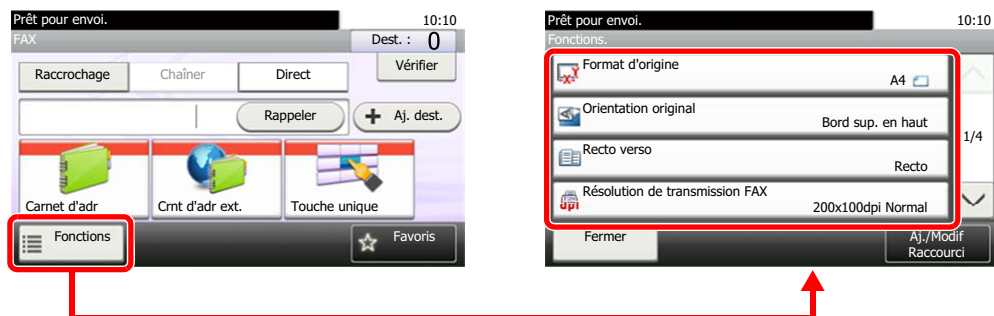 Prêt pour envoi.
10:10
FAX
Dest. : 0
Raccrochage
Chaîner
Direct
Vérifier
Rappeler
Aj. dest.
Carnet d'adr
Crnt d'adr ext.
Touche unique
Fonctions
Favoris
Prêt pour envoi.
10:10
Fonctions.
Format d'origine
A4
Orientation original
Bord sup. en haut
1/4
Recto verso
Recto
Résolution de transmission FAX
200x100dpi Normal
Fermer
Aj./Modif
Raccourci